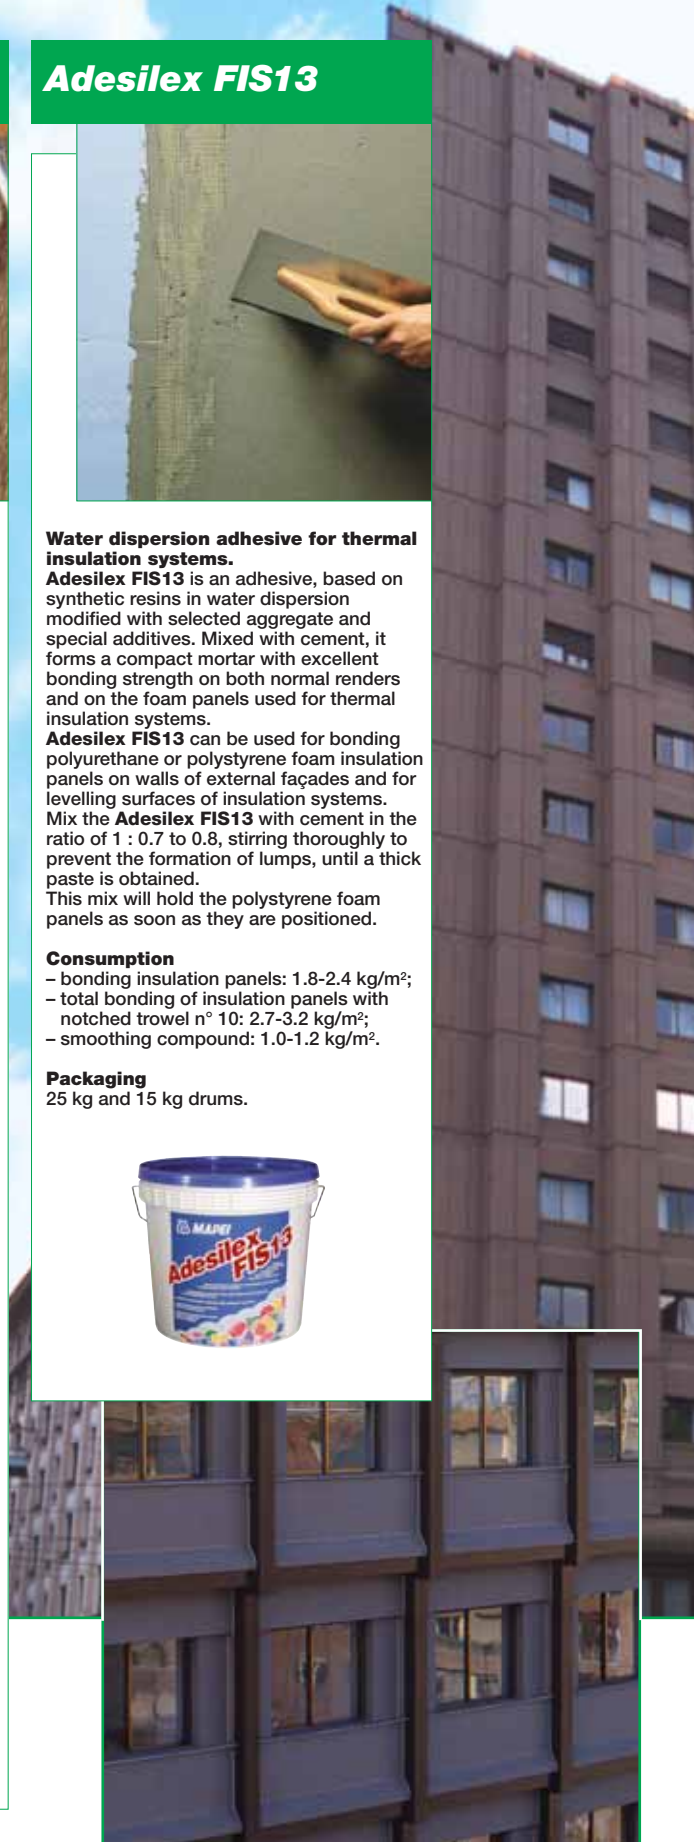 Adesilex FIS13
Water dispersion adhesive for thermal
insulation systems.
Adesilex FIS13 is an adhesive, based on
synthetic resins in water dispersion
modified with selected aggregate and
special additives. Mixed with cement, it
forms a compact mortar with excellent
bonding strength on both normal renders
and on the foam panels used for thermal
insulation systems.
Adesilex FIS13 can be used for bonding
polyurethane or polystyrene foam insulation
panels on walls of external façades and for
levelling surfaces of insulation systems.
Mix the Adesilex FIS13 with cement in the
ratio of 1 : 0.7 to 0.8, stirring thoroughly to
prevent the formation of lumps, until a thick
paste is obtained.
This mix will hold the polystyrene foam
panels as soon as they are positioned.
Consumption
– bonding insulation panels: 1.8-2.4 kg/m²;
– total bonding of insulation panels with
notched trowel n° 10: 2.7-3.2 kg/m²;
– smoothing compound: 1.0-1.2 kg/m².
Packaging
25 kg and 15 kg drums.
MAPEI
Adesilex
FIS13